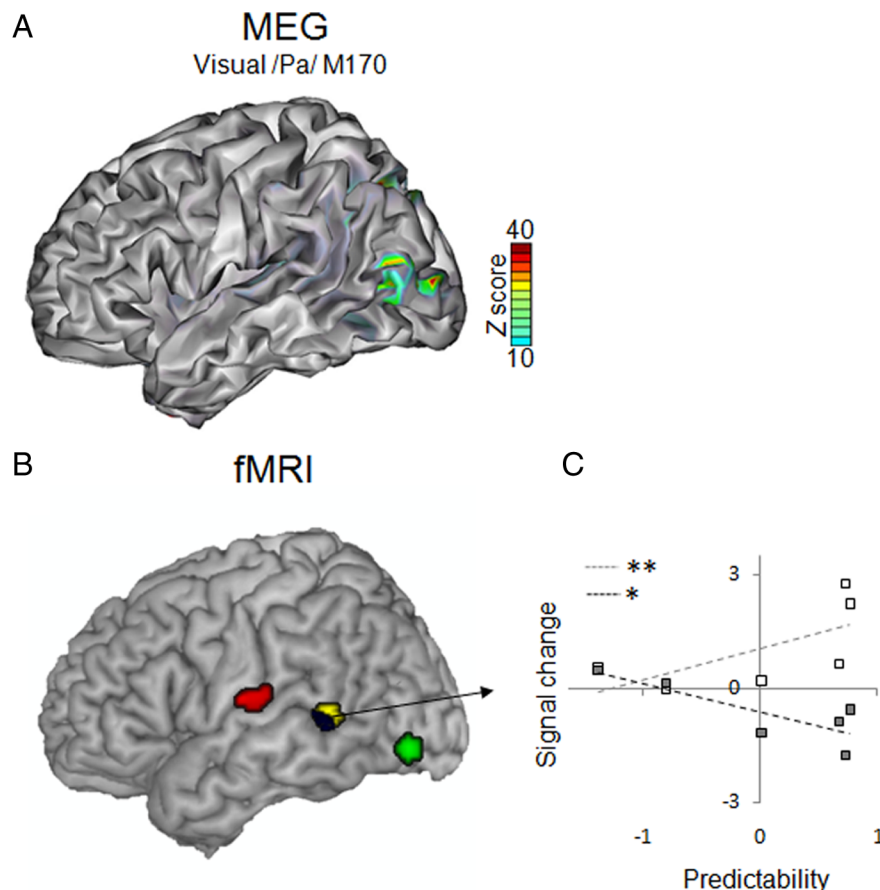 A
MEG
Visual /Pa/ M170
40
Z score
10
B
fMRI
C
**
*
3
0
-3
Signal change
-1
0
1
Predictability